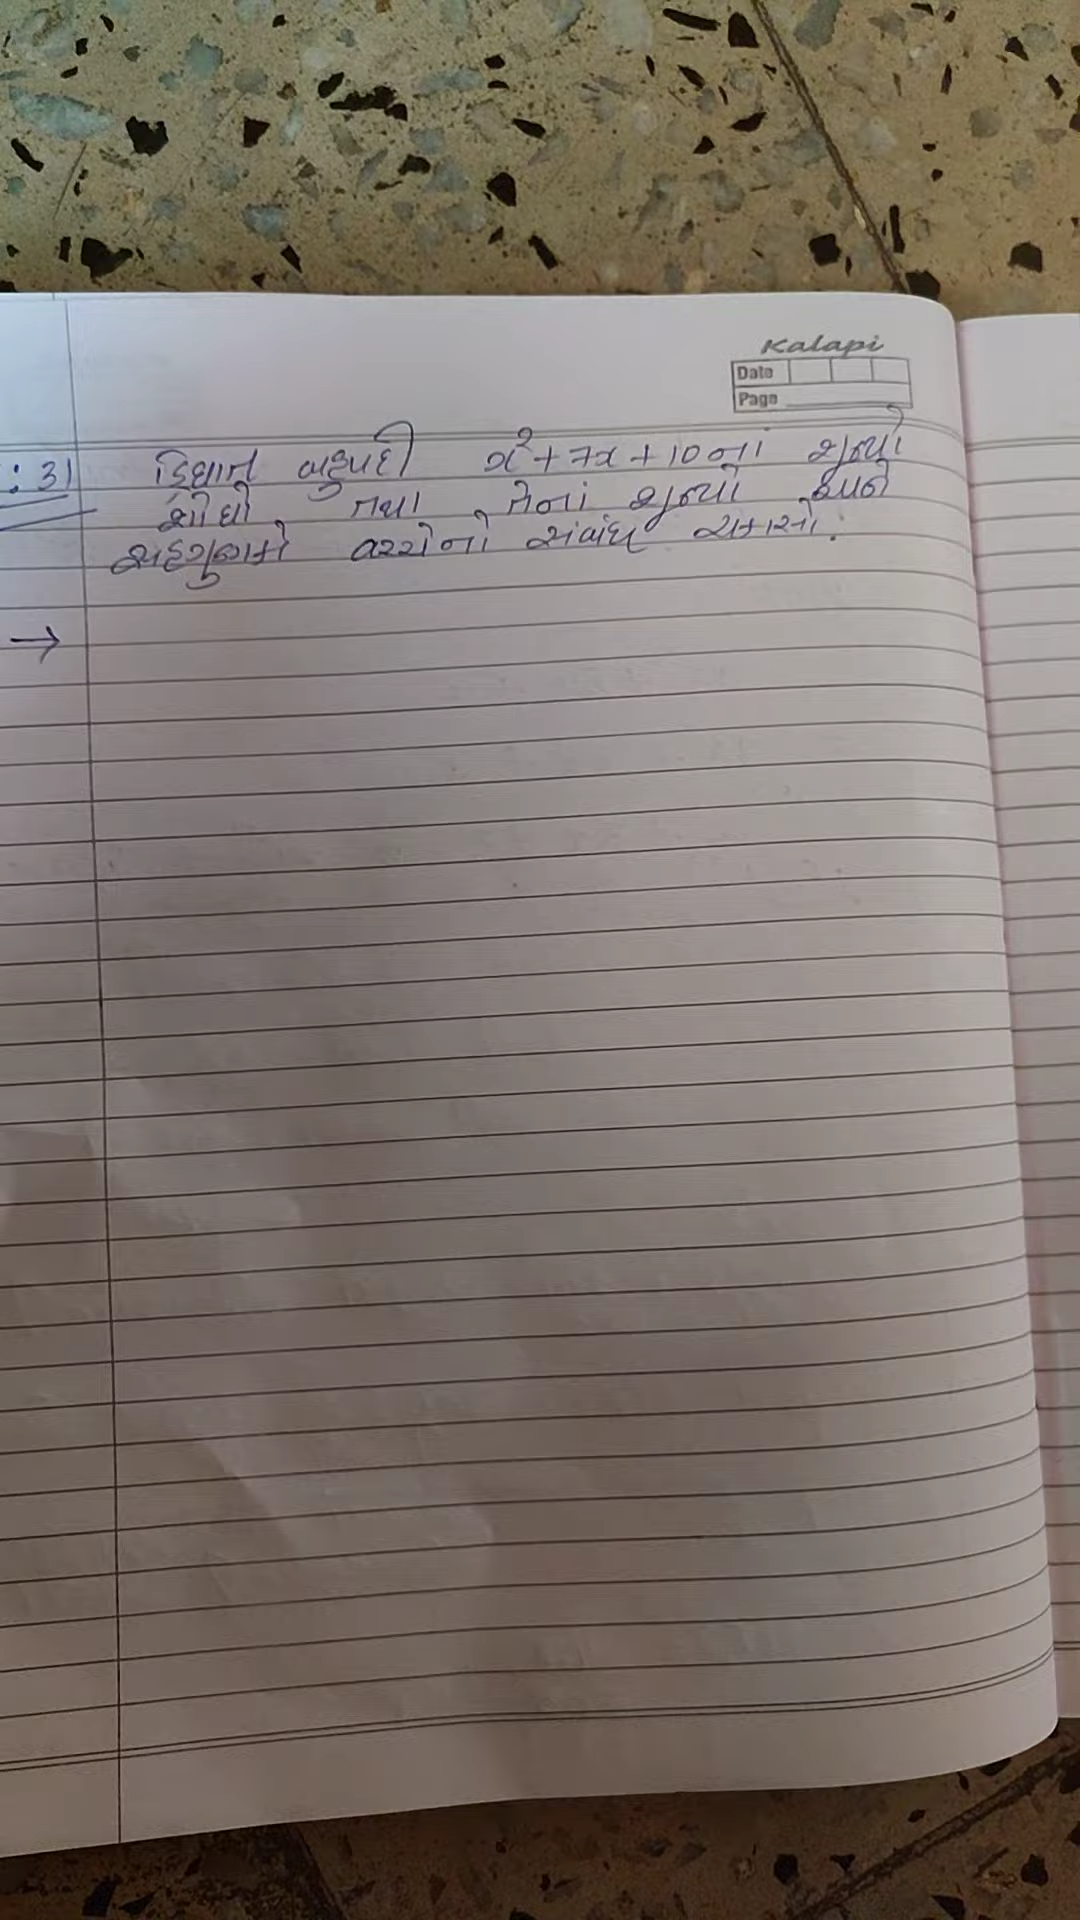 Kalapi
Date
Page
: 31 દ્વિઘાત બહુપદી x² + 7x + 10 નાં શૂન્યો
શોધો તથા તેનાં શૂન્યો અને
સહગુણકો વચ્ચેનો સંબંધ ચકાસો.
→